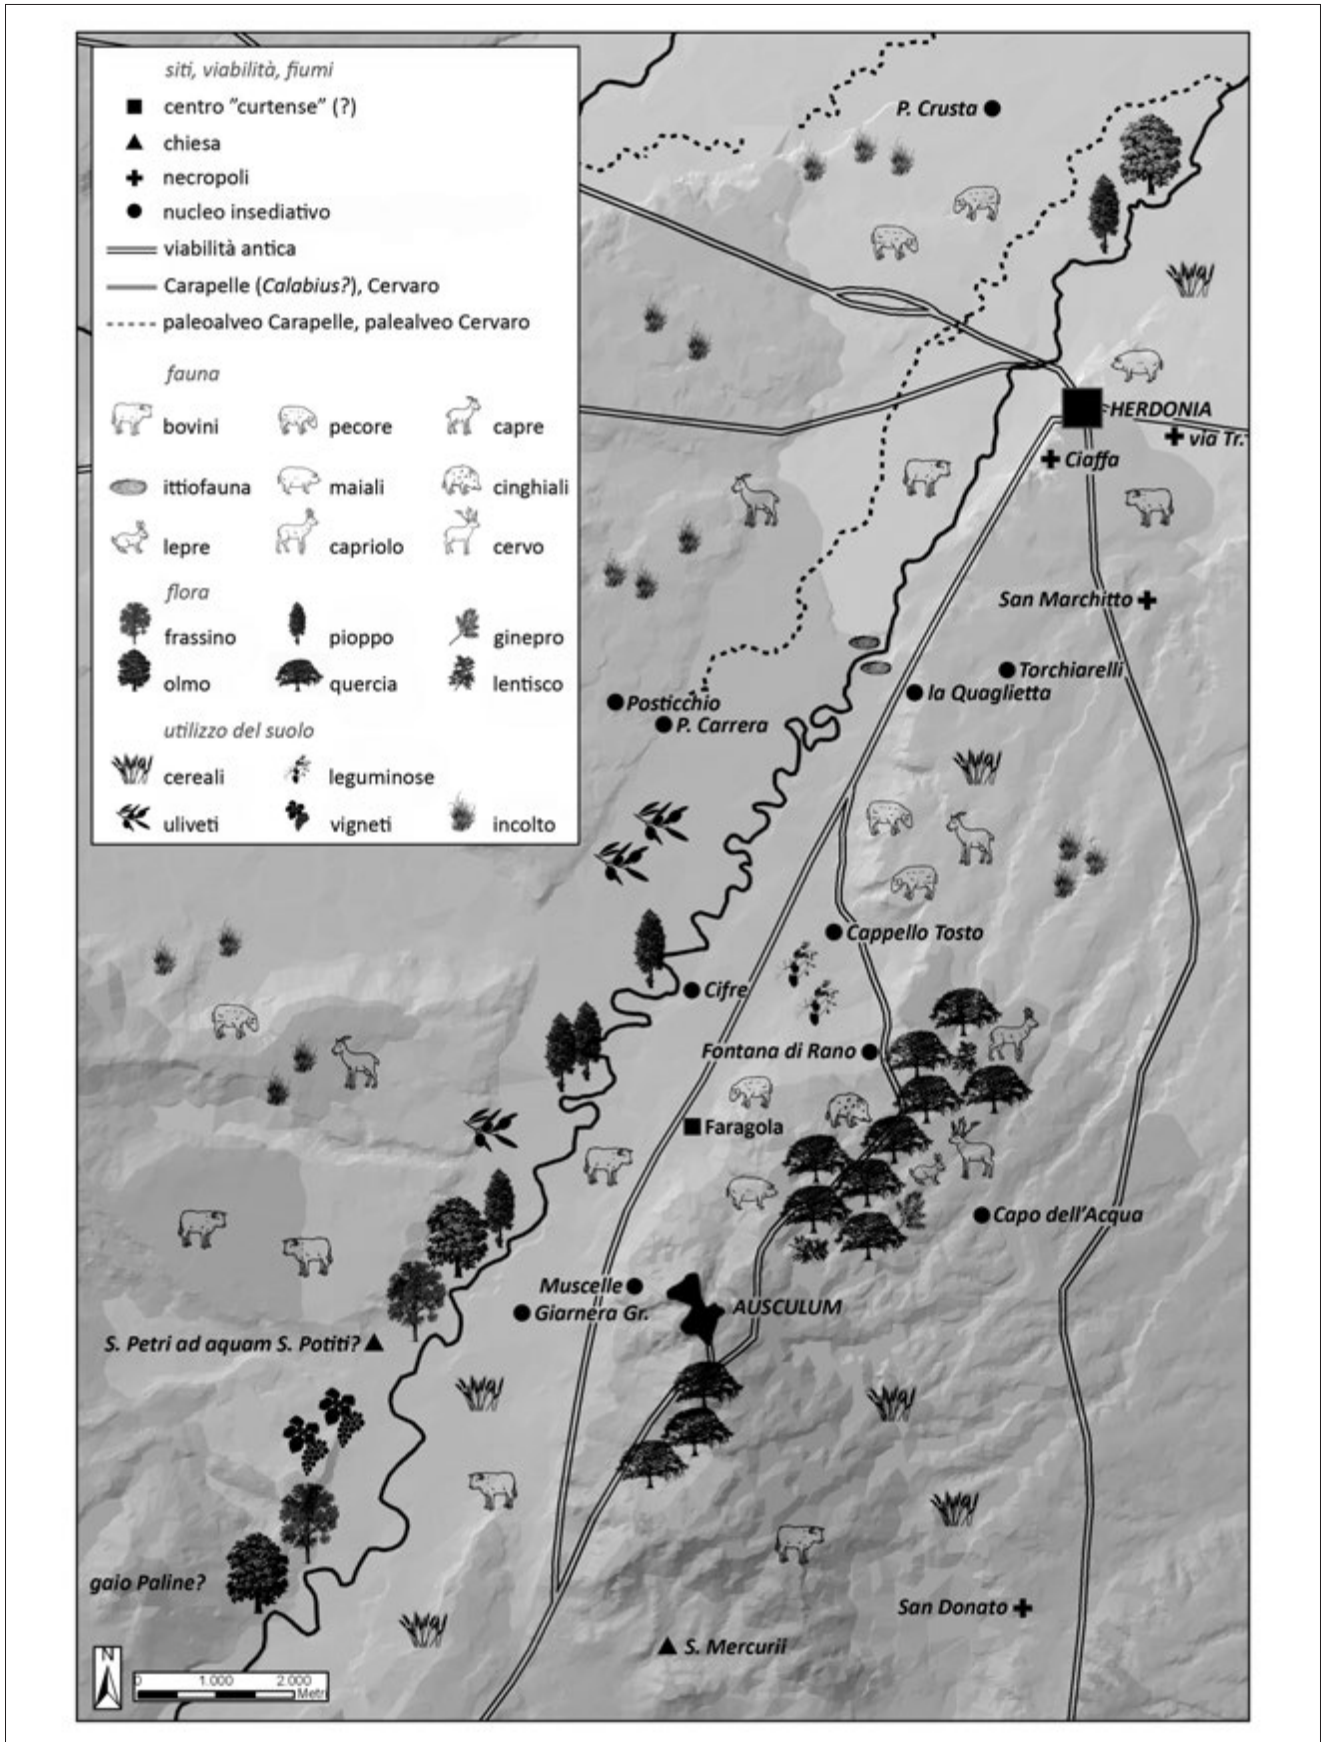 siti, viabilità, fiumi
centro "curtense" (?)
chiesa
necropoli
nucleo insediativo
viabilità antica
Carapelle (Calabius?), Cervaro
paleoalveo Carapelle, palealveo Cervaro
fauna
bovini pecore capre
ittiofauna maiali cinghiali
lepre capriolo cervo
flora
frassino pioppo ginepro
olmo quercia lentisco
utilizzo del suolo
cereali leguminose
uliveti vigneti incolto
P. Crusta
HERDONIA
via Tr.
Ciaffa
San Marchitto
Torchiarelli
la Quaglietta
Posticchio
P. Carrera
Cappello Tosto
Cifre
Fontana di Rano
Faragola
Capo dell'Acqua
Muscelle
AUSCULUM
Giarnera Gr.
S. Petri ad aquam S. Potiti?
gaio Paline?
San Donato
S. Mercurii
N
0 1.000 2.000
Metri